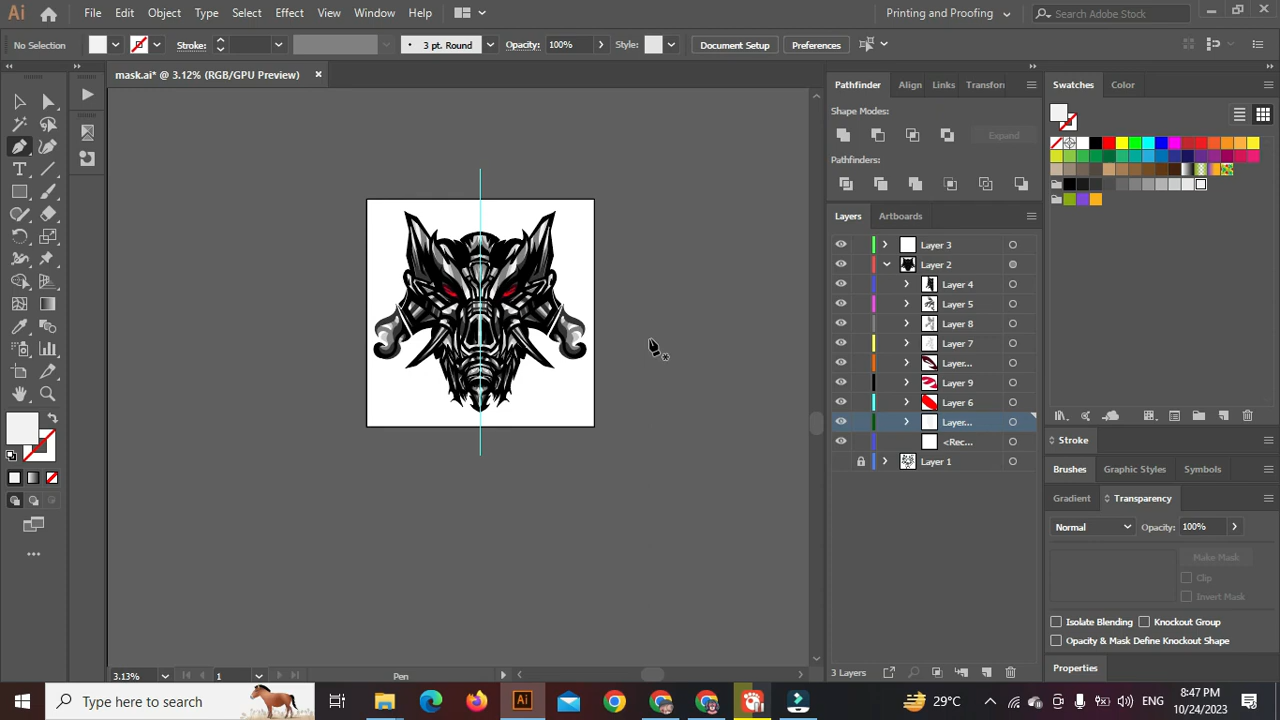 Ai File Edit Object Type Select Effect View Window Help Printing and Proofing Search Adobe Stock
No Selection Stroke: 3 pt. Round Opacity: 100% Style: Document Setup Preferences
mask.ai* @ 3.12% (RGB/GPU Preview)
Pathfinder Align Links Transfon
Shape Modes:
Expand
Pathfinders:
Layers Artboards
Layer 3
Layer 2
Layer 4
Layer 5
Layer 8
Layer 7
Layer...
Layer 9
Layer 6
Layer...
<Rec...
Layer 1
3 Layers
Swatches Color
Stroke
Brushes Graphic Styles Symbols
Gradient Transparency
Normal Opacity: 100%
Make Mask
Clip
Invert Mask
Isolate Blending Knockout Group
Opacity & Mask Define Knockout Shape
Properties
3.13% 1 Pen
Type here to search Ai 29°C ENG 8:47 PM 10/24/2023